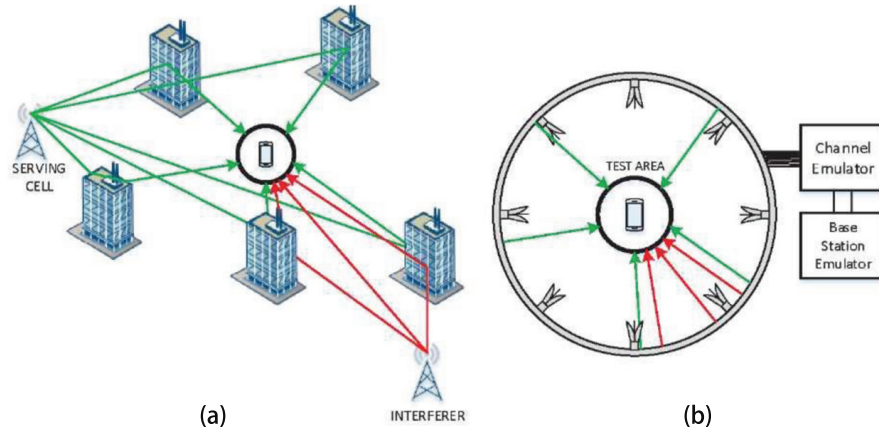 SERVING
CELL
INTERFERER
(a)
TEST AREA
Channel
Emulator
Base
Station
Emulator
(b)